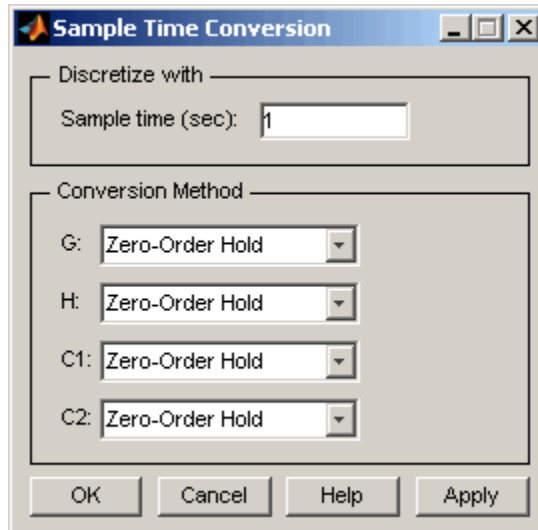 Sample Time Conversion
Discretize with
Sample time (sec): 1
Conversion Method
G: Zero-Order Hold
H: Zero-Order Hold
C1: Zero-Order Hold
C2: Zero-Order Hold
OK Cancel Help Apply